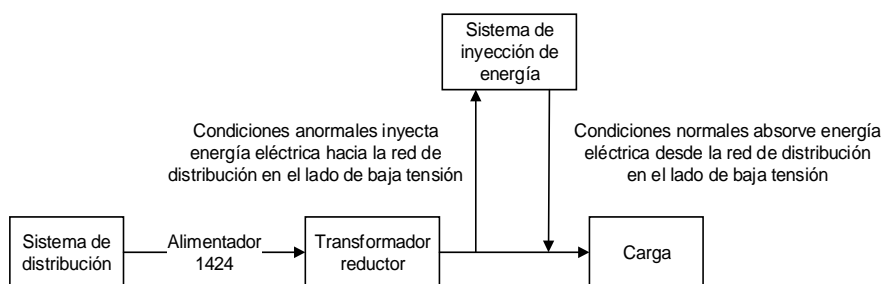 Sistema de
inyección de
energía
Condiciones anormales inyecta
energía eléctrica hacia la red de
distribución en el lado de baja tensión
Condiciones normales absorve energía
eléctrica desde la red de distribución
en el lado de baja tensión
Sistema de
distribución
Alimentador
1424
Transformador
reductor
Carga